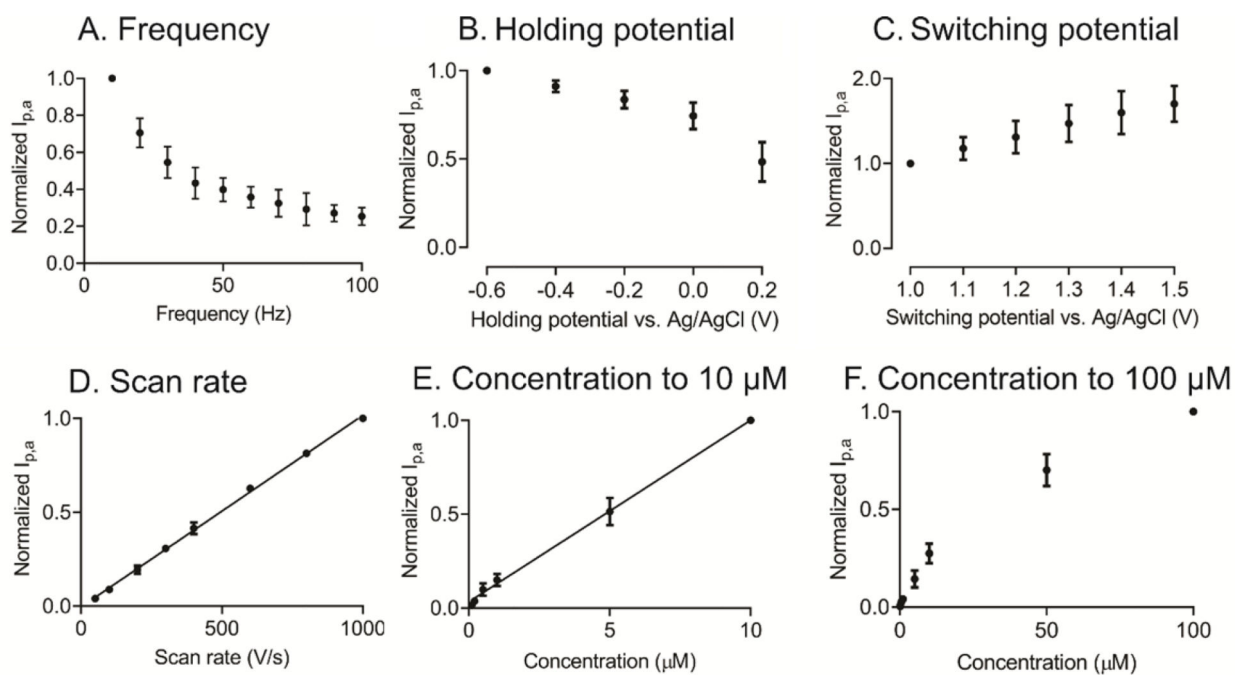 A. Frequency
Normalized I_p,a
1.0
0.8
0.6
0.4
0.2
0.0
0
50
100
Frequency (Hz)
B. Holding potential
Normalized I_p,a
1.0
0.5
0.0
-0.6
-0.4
-0.2
0.0
0.2
Holding potential vs. Ag/AgCl (V)
C. Switching potential
Normalized I_p,a
2.0
1.0
0.0
1.0
1.1
1.2
1.3
1.4
1.5
Switching potential vs. Ag/AgCl (V)
D. Scan rate
Normalized I_p,a
1.0
0.5
0.0
0
500
1000
Scan rate (V/s)
E. Concentration to 10 µM
Normalized I_p,a
1.0
0.5
0.0
0
5
10
Concentration (μM)
F. Concentration to 100 µM
Normalized I_p,a
1.0
0.5
0.0
0
50
100
Concentration (μM)